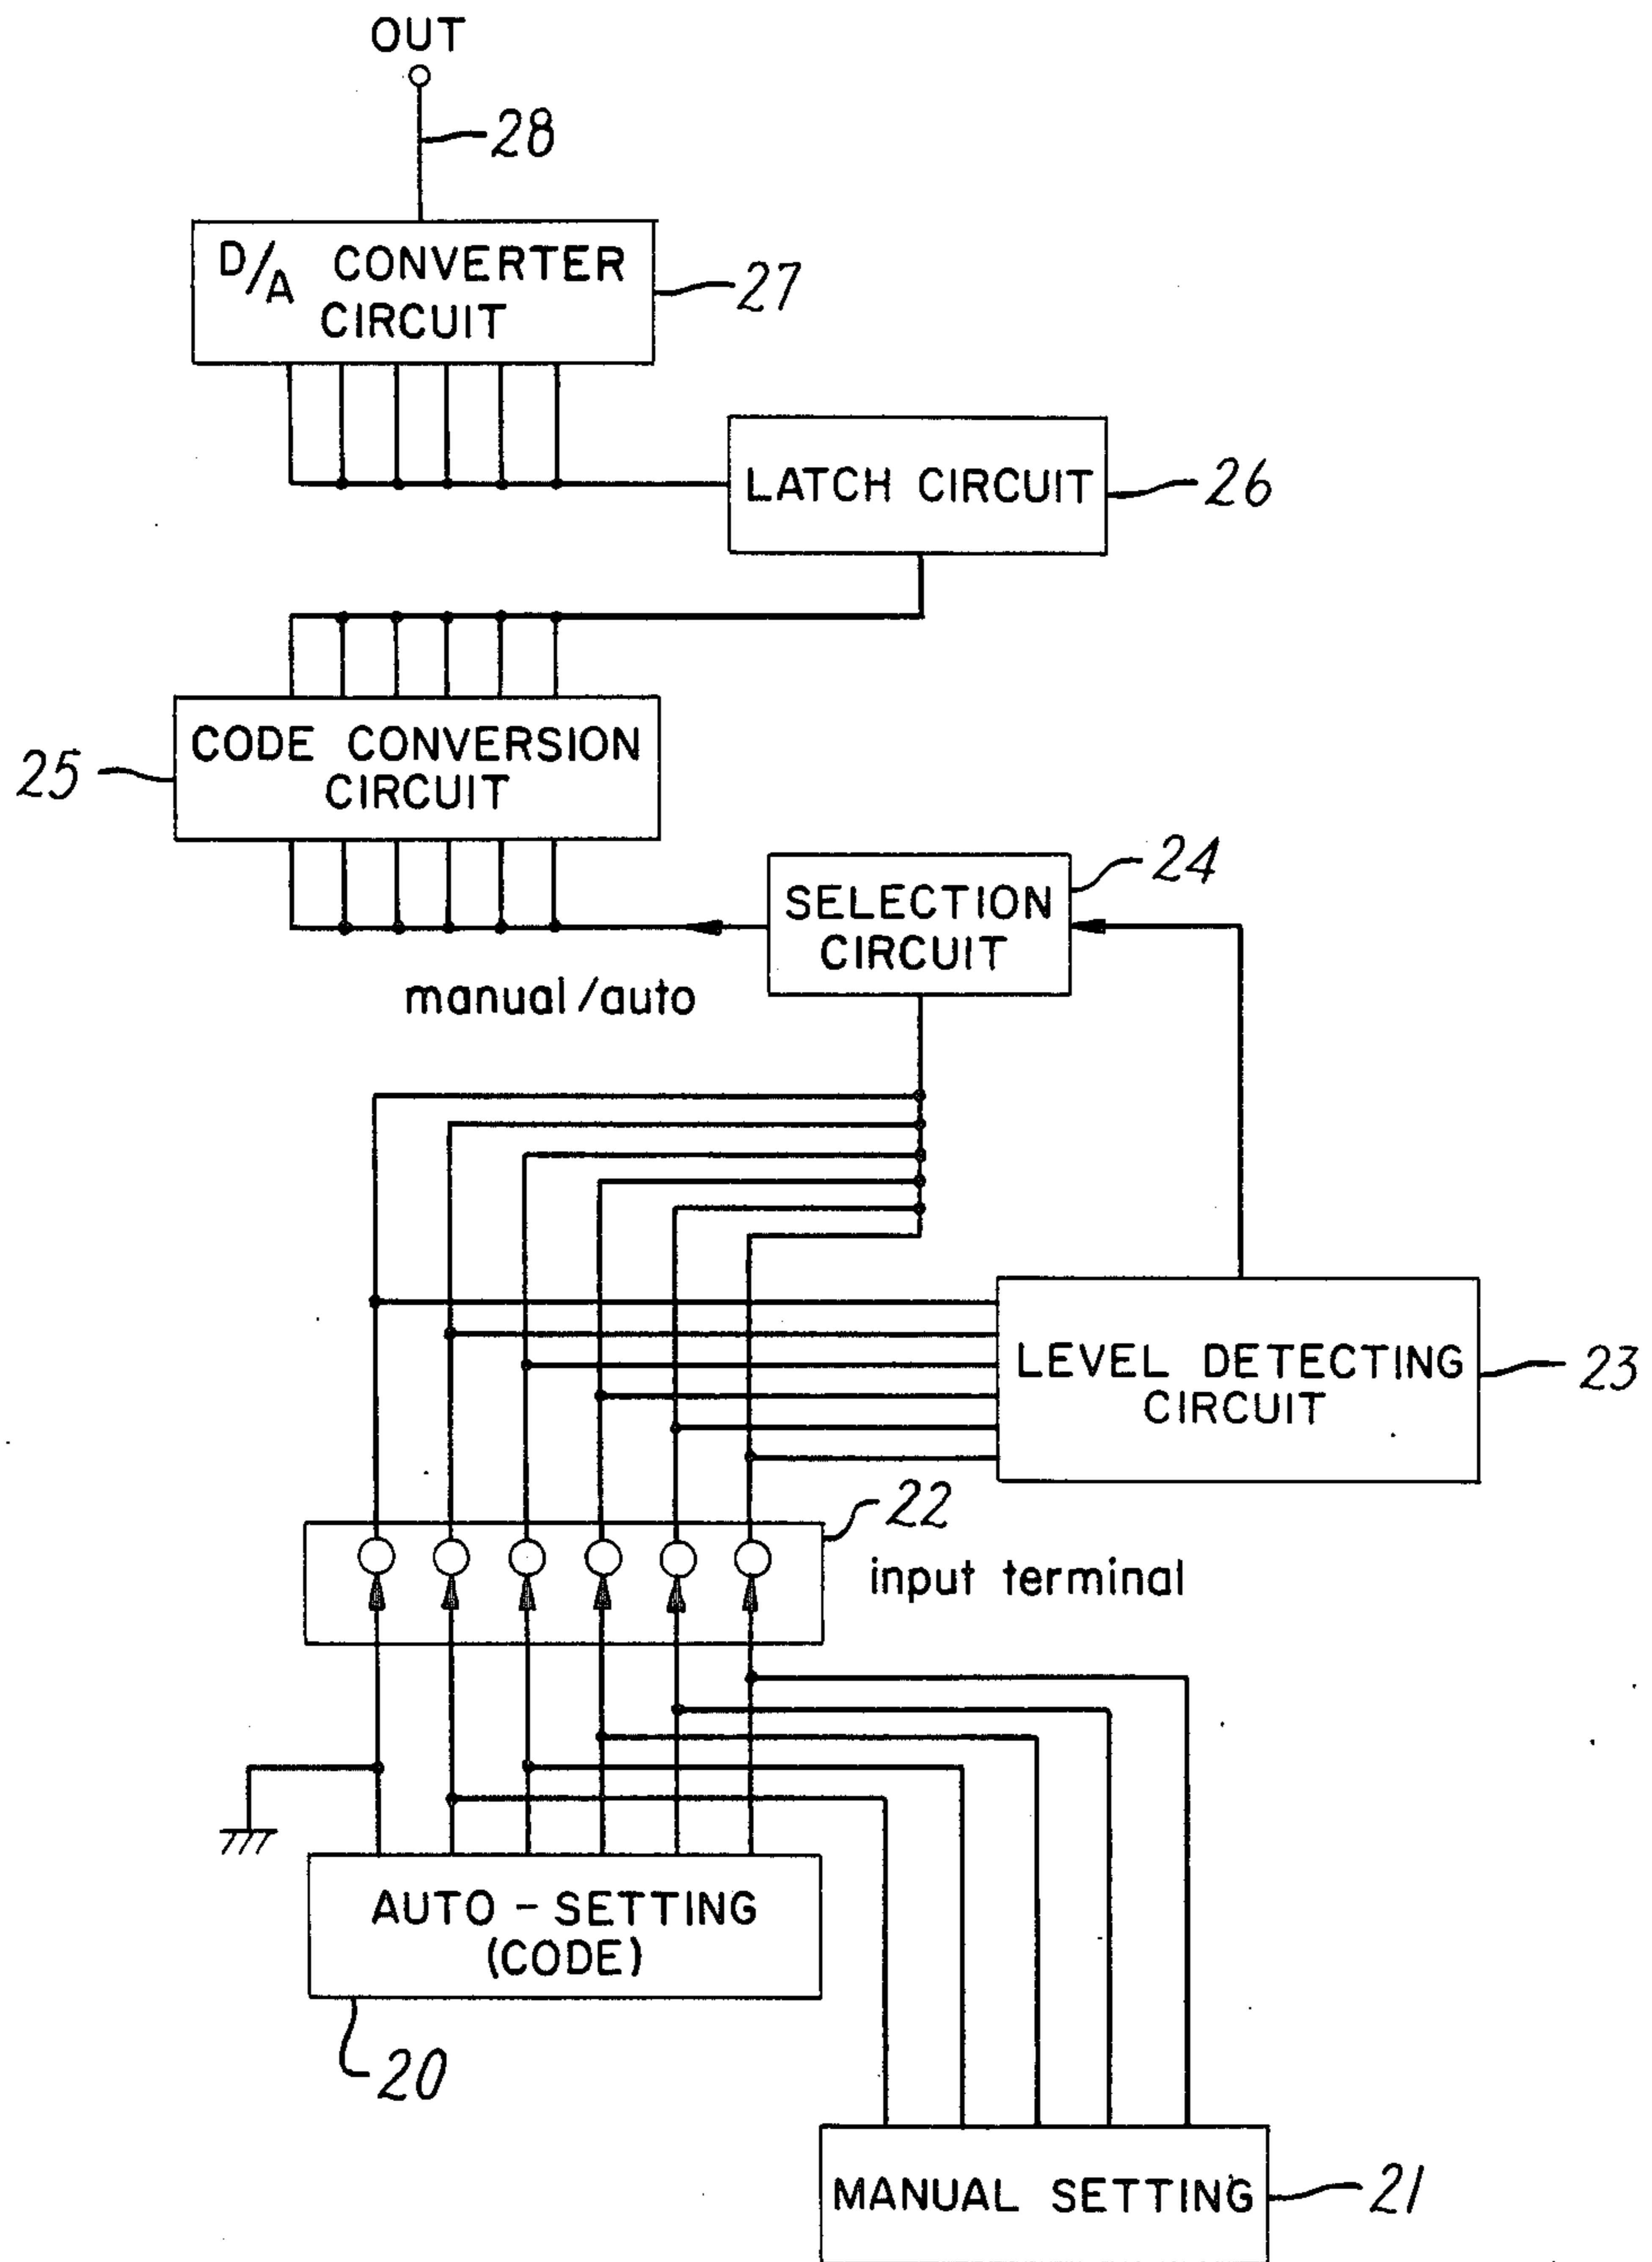 OUT
28
D/A CONVERTER
CIRCUIT
27
LATCH CIRCUIT
26
CODE CONVERSION
CIRCUIT
25
24
SELECTION
CIRCUIT
manual/auto
LEVEL DETECTING
CIRCUIT
23
22
input terminal
AUTO - SETTING
(CODE)
20
MANUAL SETTING
21